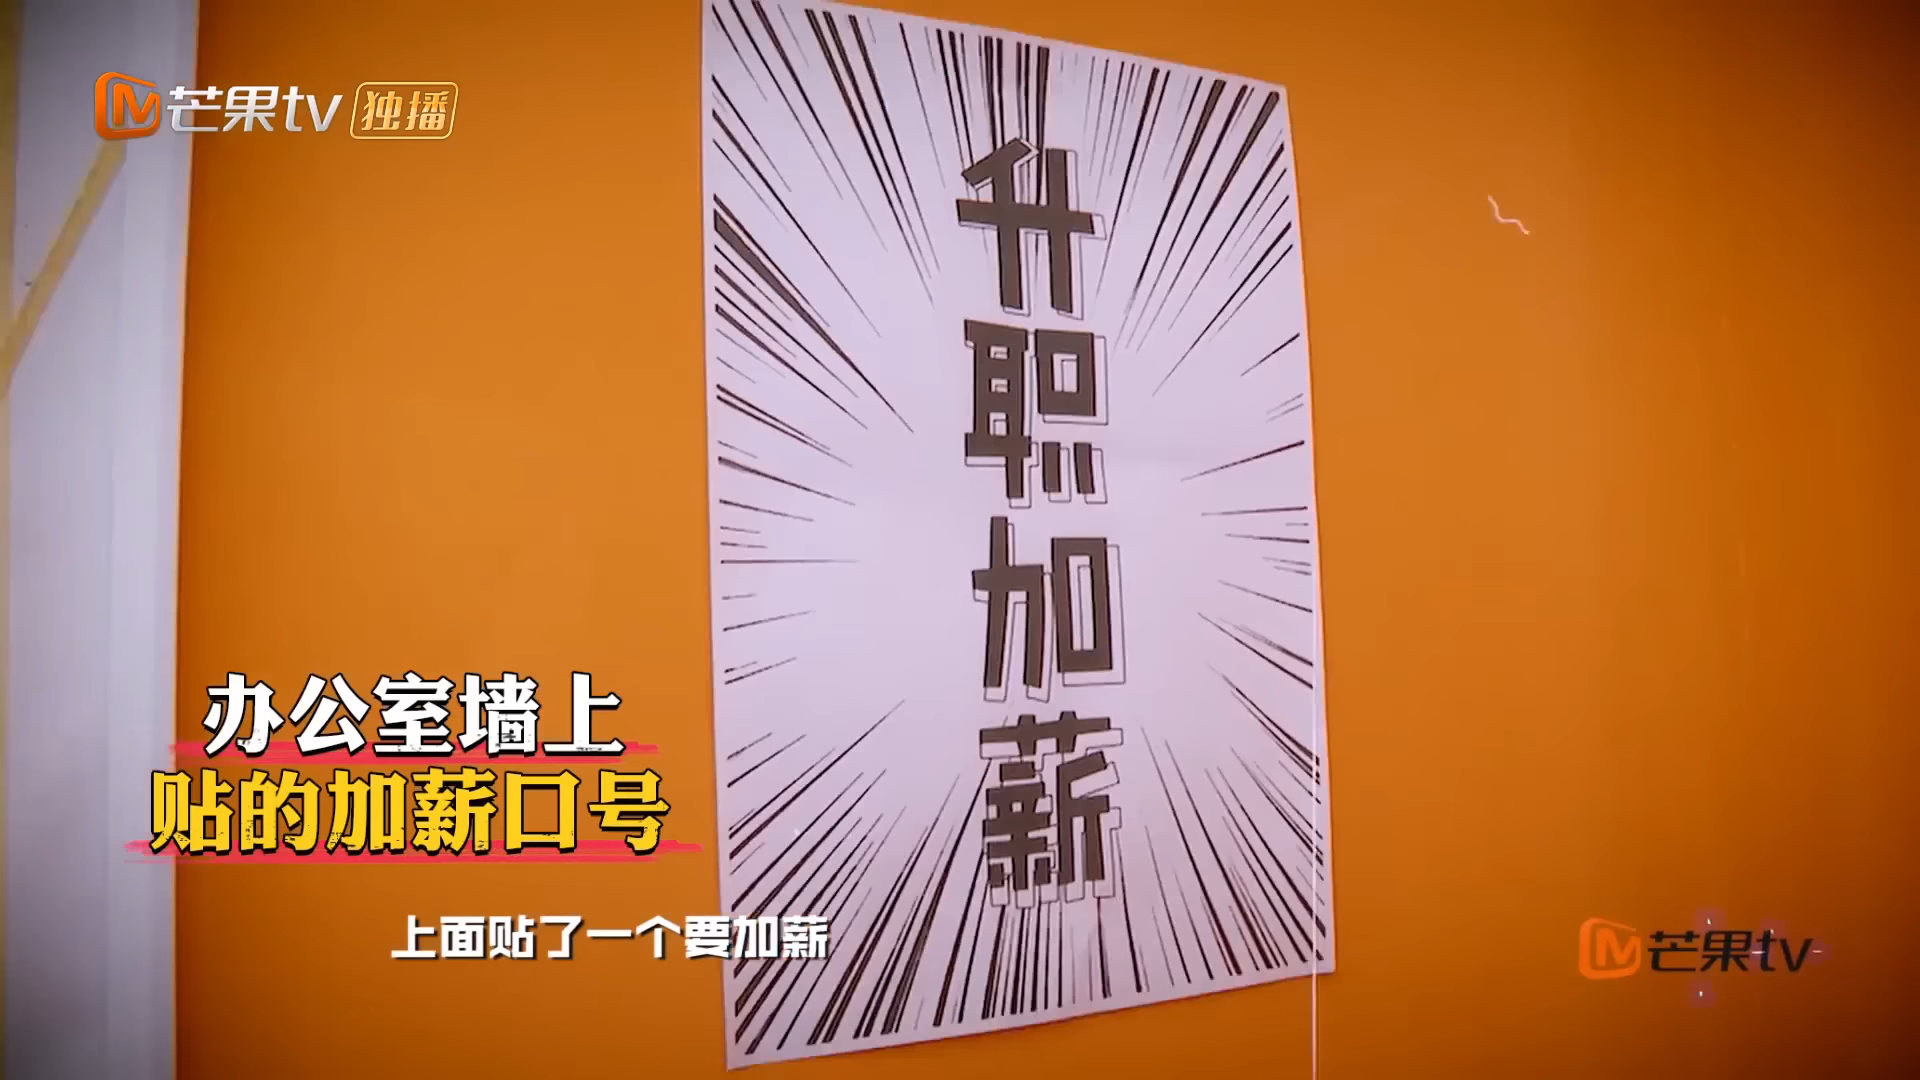 芒果tv 独播
升职加薪
办公室墙上
贴的加薪口号
上面贴了一个要加薪
芒果tv